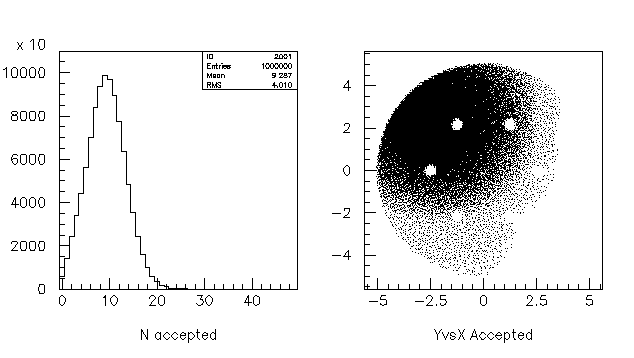 x 10
10000
8000
6000
4000
2000
0
ID 2001
Entries 1000000
Mean 9.287
RMS 4.010
0 10 20 30 40
N accepted
4
2
0
−2
−4
−5 −2.5 0 2.5 5
YvsX Accepted